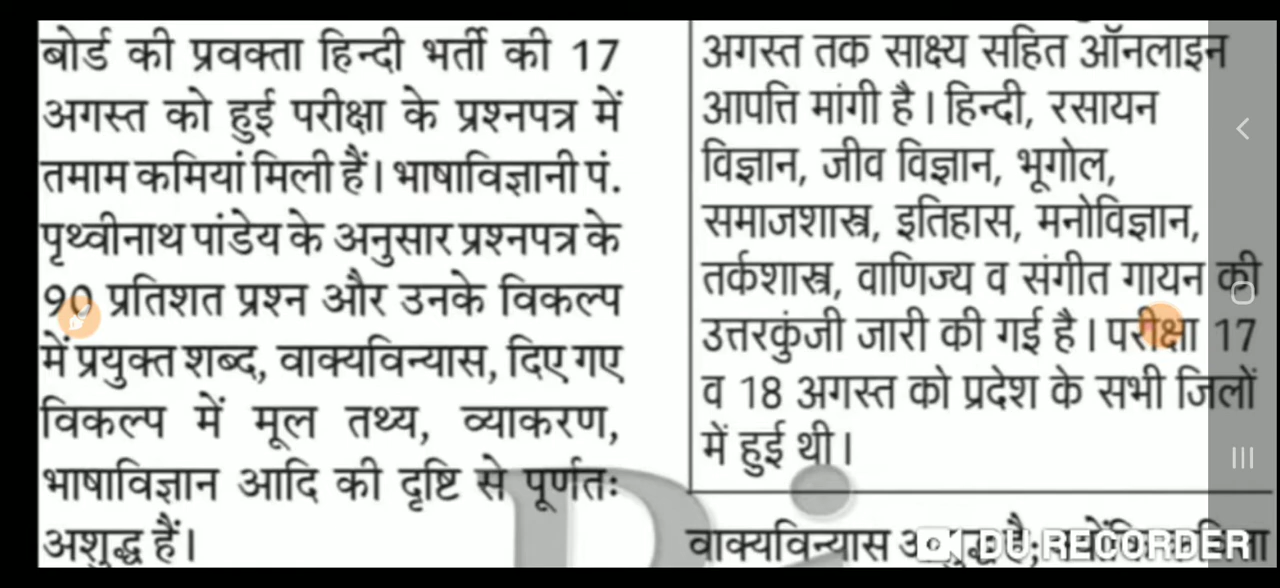 बोर्ड की प्रवक्ता हिन्दी भर्ती की 17
अगस्त को हुई परीक्षा के प्रश्नपत्र में
तमाम कमियां मिली हैं। भाषाविज्ञानी पं.
पृथ्वीनाथ पांडेय के अनुसार प्रश्नपत्र के
90 प्रतिशत प्रश्न और उनके विकल्प
में प्रयुक्त शब्द, वाक्यविन्यास, दिए गए
विकल्प में मूल तथ्य, व्याकरण,
भाषाविज्ञान आदि की दृष्टि से पूर्णतः
अशुद्ध हैं।
अगस्त तक साक्ष्य सहित ऑनलाइन
आपत्ति मांगी है। हिन्दी, रसायन
विज्ञान, जीव विज्ञान, भूगोल,
समाजशास्त्र, इतिहास, मनोविज्ञान,
तर्कशास्त्र, वाणिज्य व संगीत गायन की
उत्तरकुंजी जारी की गई है। परीक्षा 17
व 18 अगस्त को प्रदेश के सभी जिलों
में हुई थी।
वाक्यविन्यास
DU RECORDER